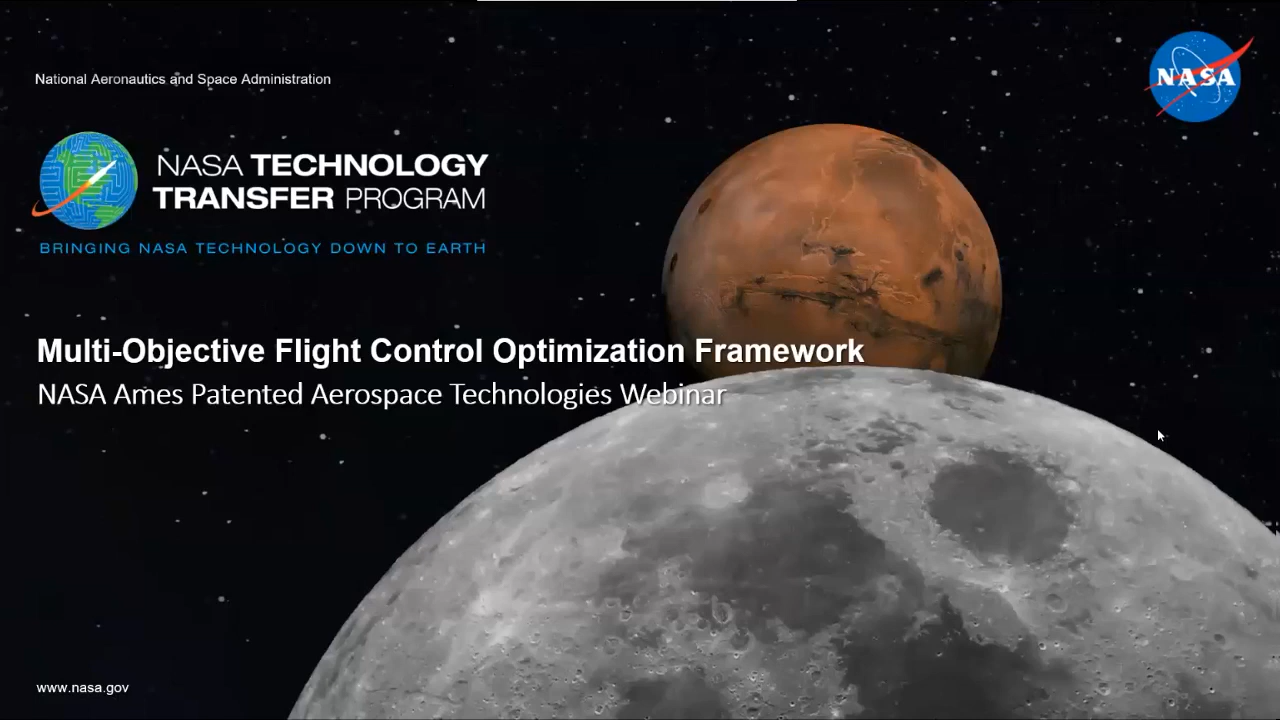 National Aeronautics and Space Administration
NASA
NASA TECHNOLOGY
TRANSFER PROGRAM
BRINGING NASA TECHNOLOGY DOWN TO EARTH
Multi-Objective Flight Control Optimization Framework
NASA Ames Patented Aerospace Technologies Webinar
www.nasa.gov